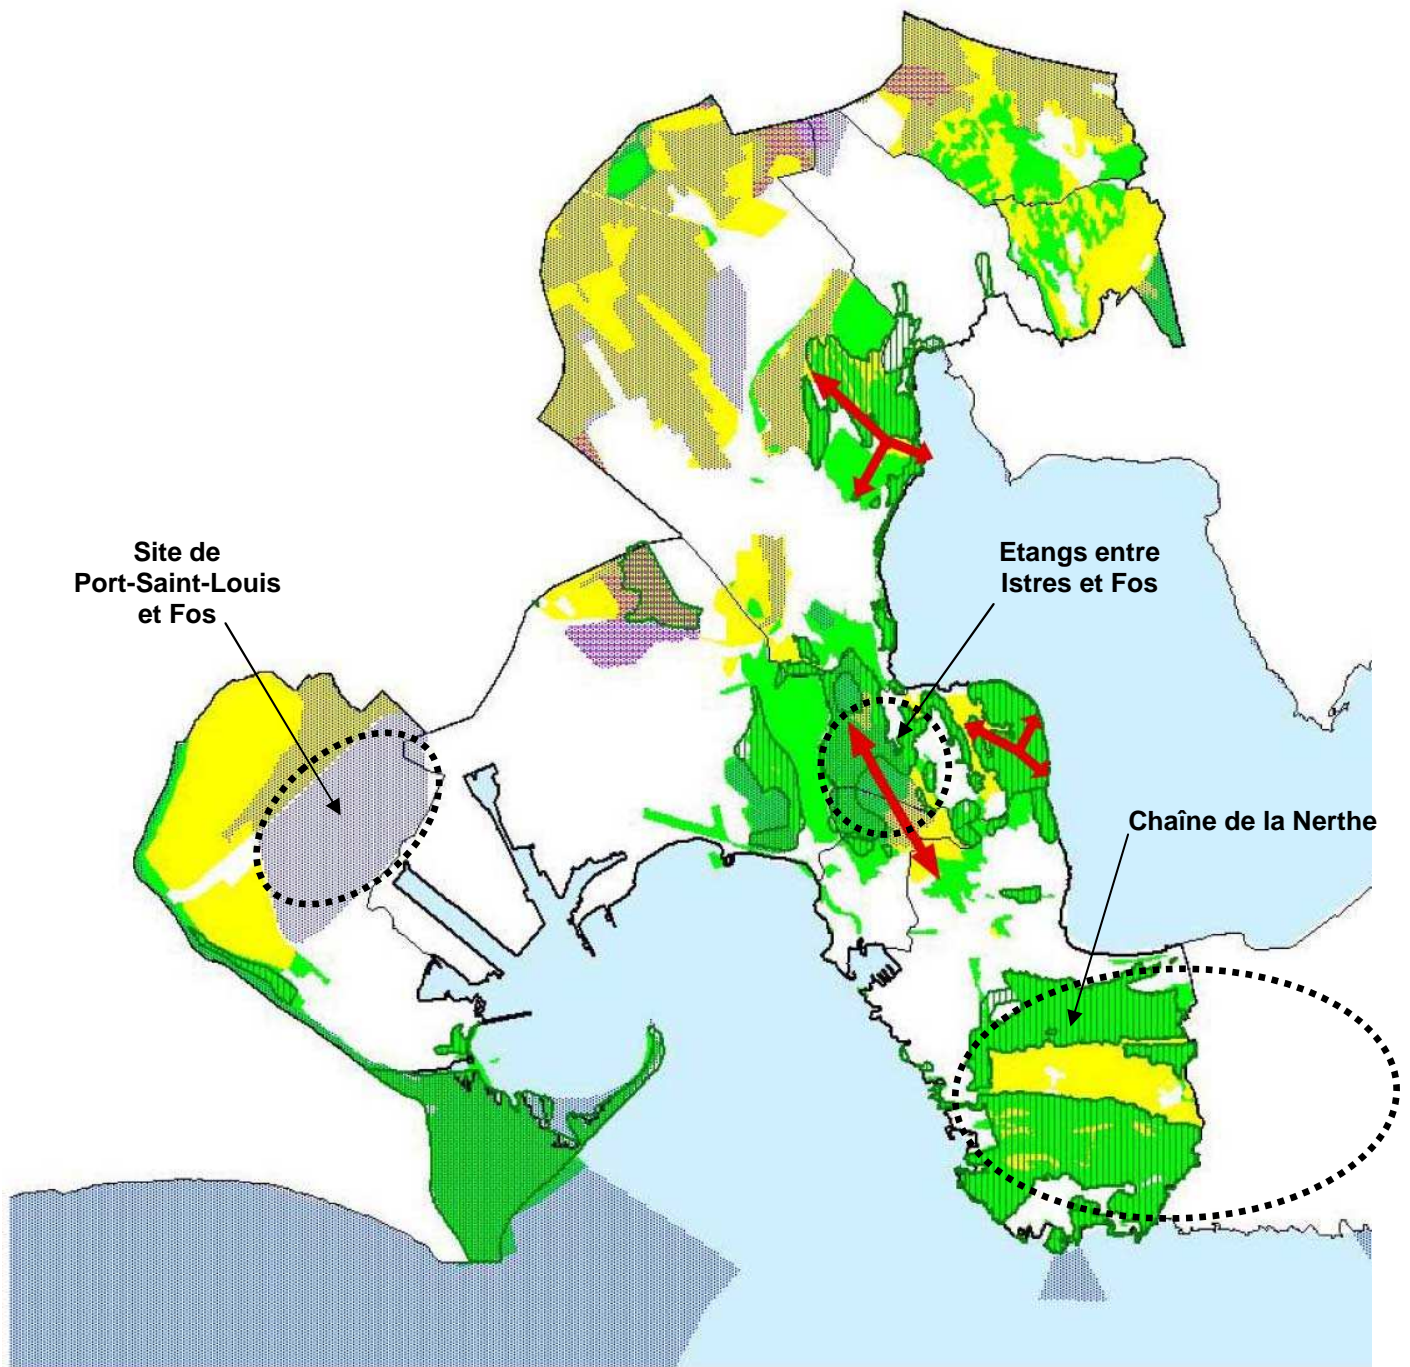 Site de
Port-Saint-Louis
et Fos
Etangs entre
Istres et Fos
Chaîne de la Nerthe